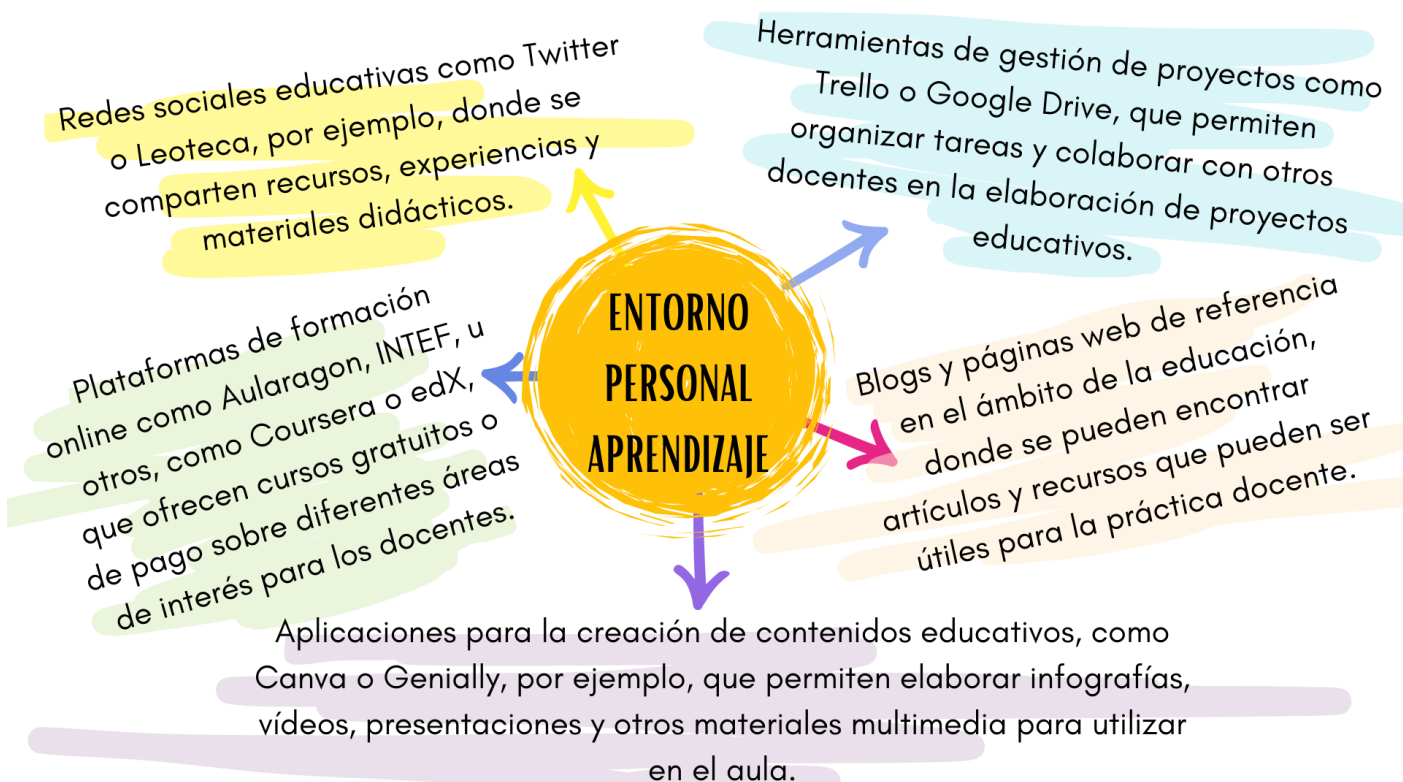 Redes sociales educativas como Twitter
o Leoteca, por ejemplo, donde se
comparten recursos, experiencias y
materiales didácticos.
Herramientas de gestión de proyectos como
Trello o Google Drive, que permiten
organizar tareas y colaborar con otros
docentes en la elaboración de proyectos
educativos.
ENTORNO
PERSONAL
APRENDIZAJE
Plataformas de formación
online como Aularagon, INTEF, u
otros, como Coursera o edX,
que ofrecen cursos gratuitos o
de pago sobre diferentes áreas
de interés para los docentes.
Blogs y páginas web de referencia
en el ámbito de la educación,
donde se pueden encontrar
artículos y recursos que pueden ser
útiles para la práctica docente.
Aplicaciones para la creación de contenidos educativos, como
Canva o Genially, por ejemplo, que permiten elaborar infografías,
vídeos, presentaciones y otros materiales multimedia para utilizar
en el aula.